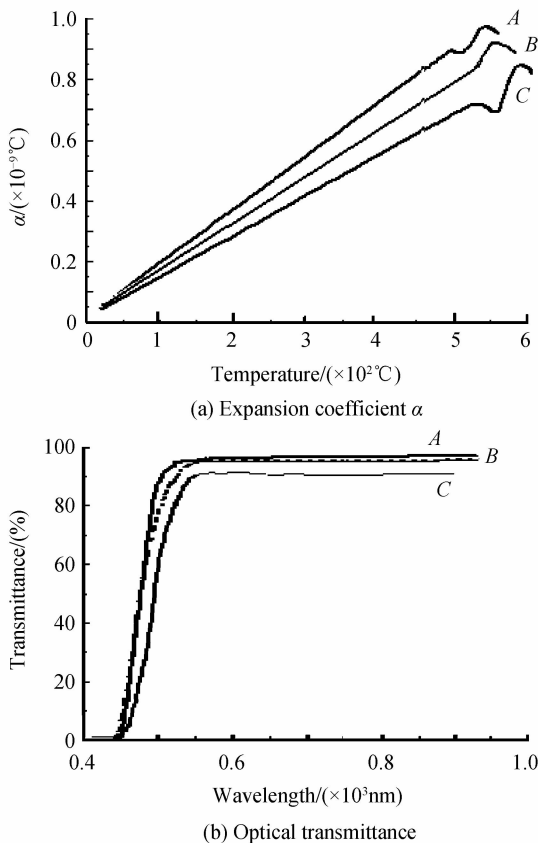 1.0
A
B
0.8
C
0.6
α/(×10⁻⁹℃)
0.4
0.2
0
0 1 2 3 4 5 6
Temperature/(×10²℃)
(a) Expansion coefficient α
100
A
B
80
C
60
Transmittance/(%)
40
20
0
0.4 0.6 0.8 1.0
Wavelength/(×10³nm)
(b) Optical transmittance